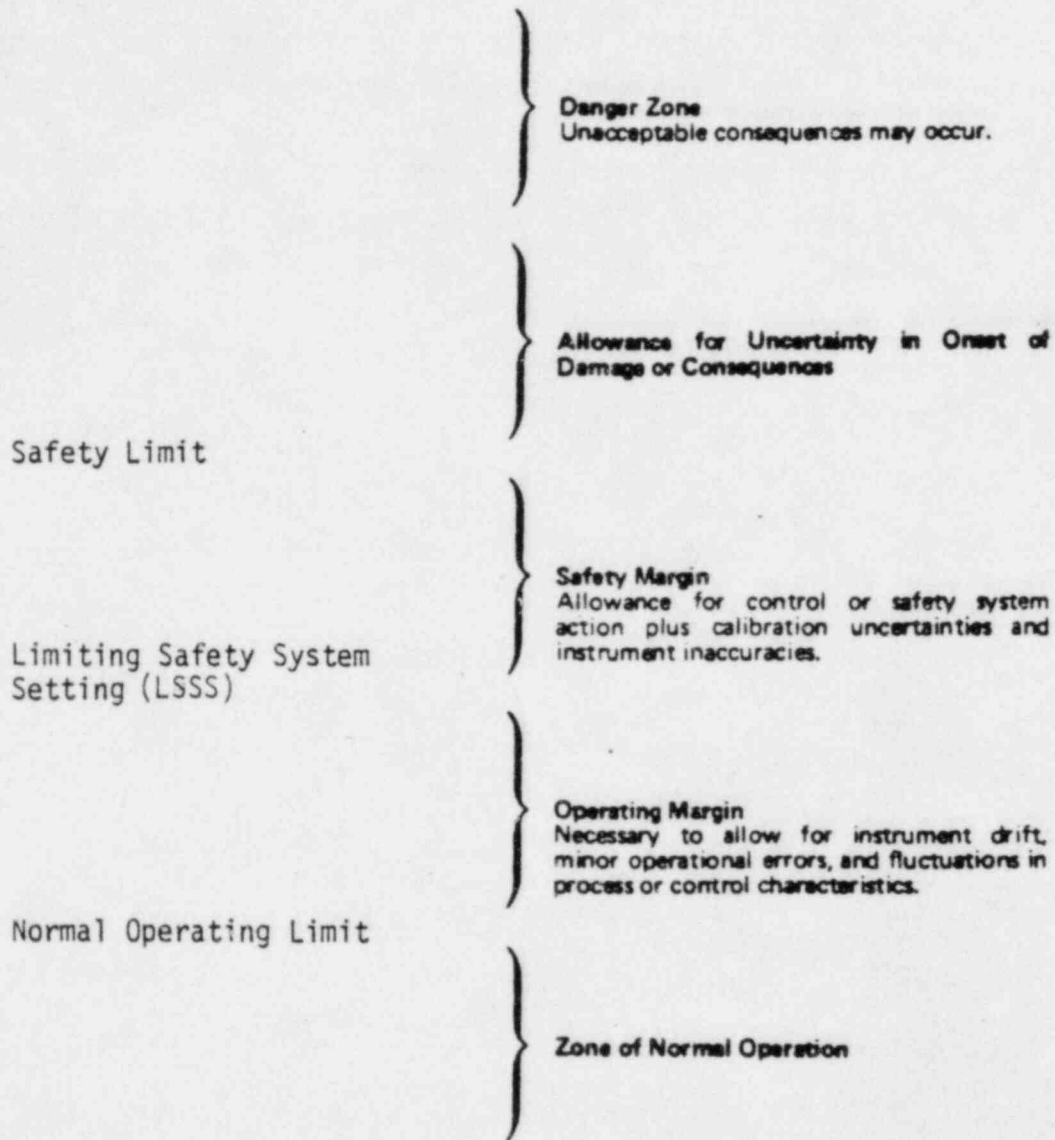 Danger Zone
Unacceptable consequences may occur.
Allowance for Uncertainty in Onset of
Damage or Consequences
Safety Limit
Safety Margin
Allowance for control or safety system
action plus calibration uncertainties and
instrument inaccuracies.
Limiting Safety System
Setting (LSSS)
Operating Margin
Necessary to allow for instrument drift,
minor operational errors, and fluctuations in
process or control characteristics.
Normal Operating Limit
Zone of Normal Operation